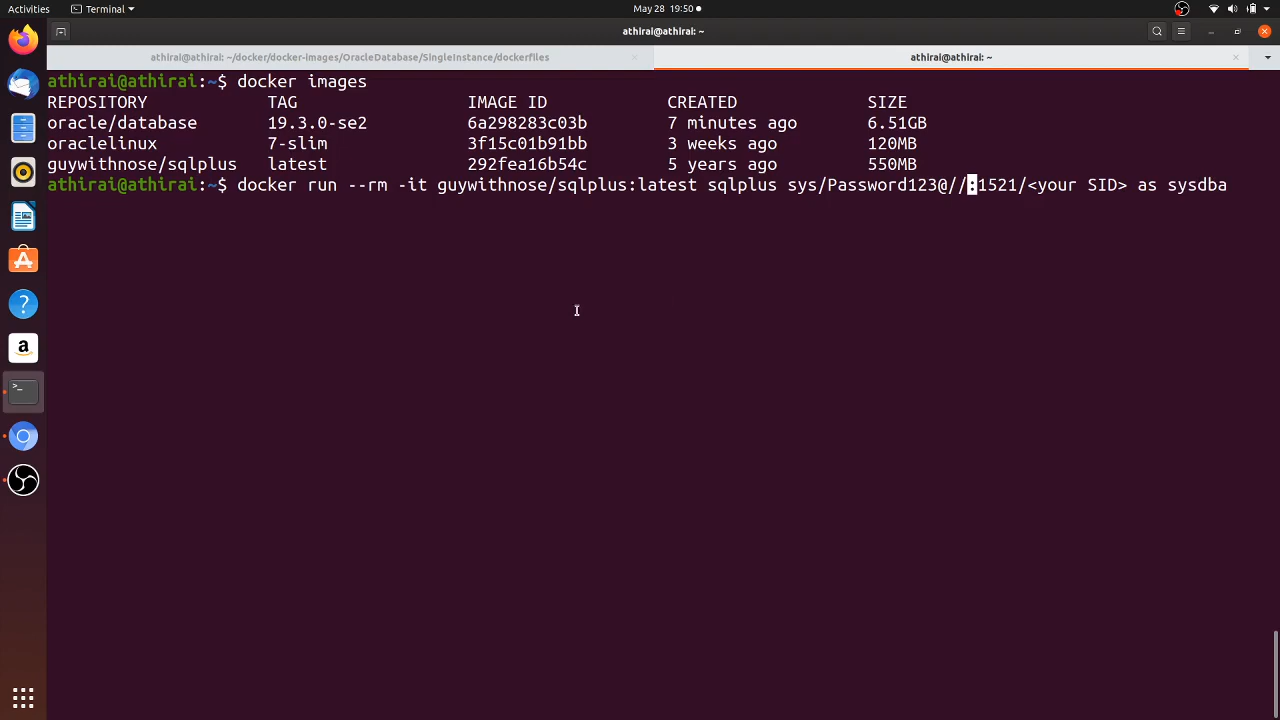 Activities
Terminal
May 28 19:50
athirai@athirai: ~
athirai@athirai: ~/docker/docker-images/OracleDatabase/SingleInstance/dockerfiles
athirai@athirai: ~
athirai@athirai:~$ docker images
REPOSITORY TAG IMAGE ID CREATED SIZE
oracle/database 19.3.0-se2 6a298283c03b 7 minutes ago 6.51GB
oraclelinux 7-slim 3f15c01b91bb 3 weeks ago 120MB
guywithnose/sqlplus latest 292fea16b54c 5 years ago 550MB
athirai@athirai:~$ docker run --rm -it guywithnose/sqlplus:latest sqlplus sys/Password123@//:1521/<your SID> as sysdba